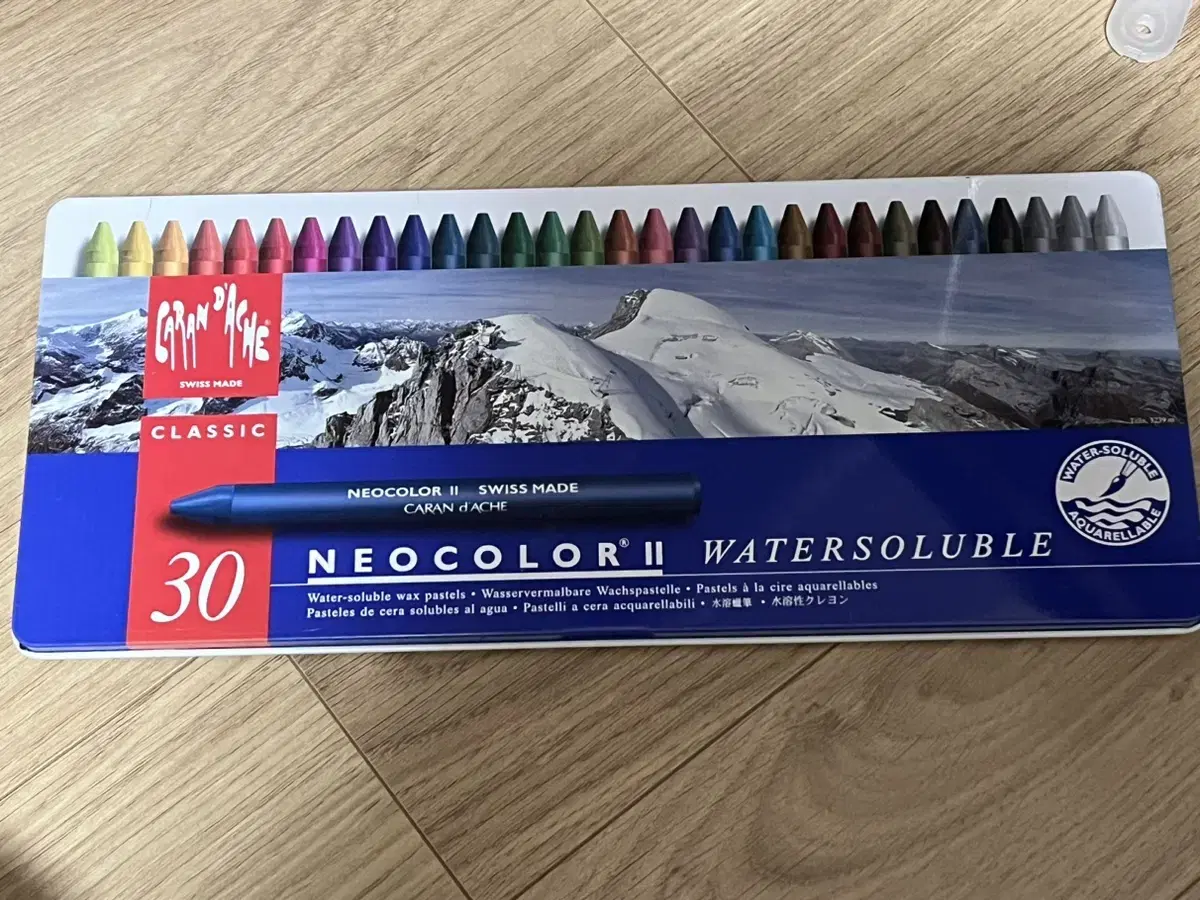 CARAN D'ACHE®
SWISS MADE
CLASSIC
30
NEOCOLOR II SWISS MADE
CARAN d'ACHE
NEOCOLOR® II WATERSOLUBLE
Water-soluble wax pastels • Wasservermalbare Wachspastelle • Pastels à la cire aquarellables
Pasteles de cera solubles al agua • Pastelli a cera acquarellabili • 水溶蠟筆 • 水溶性クレヨン
WATER-SOLUBLE
AQUARELLABLE